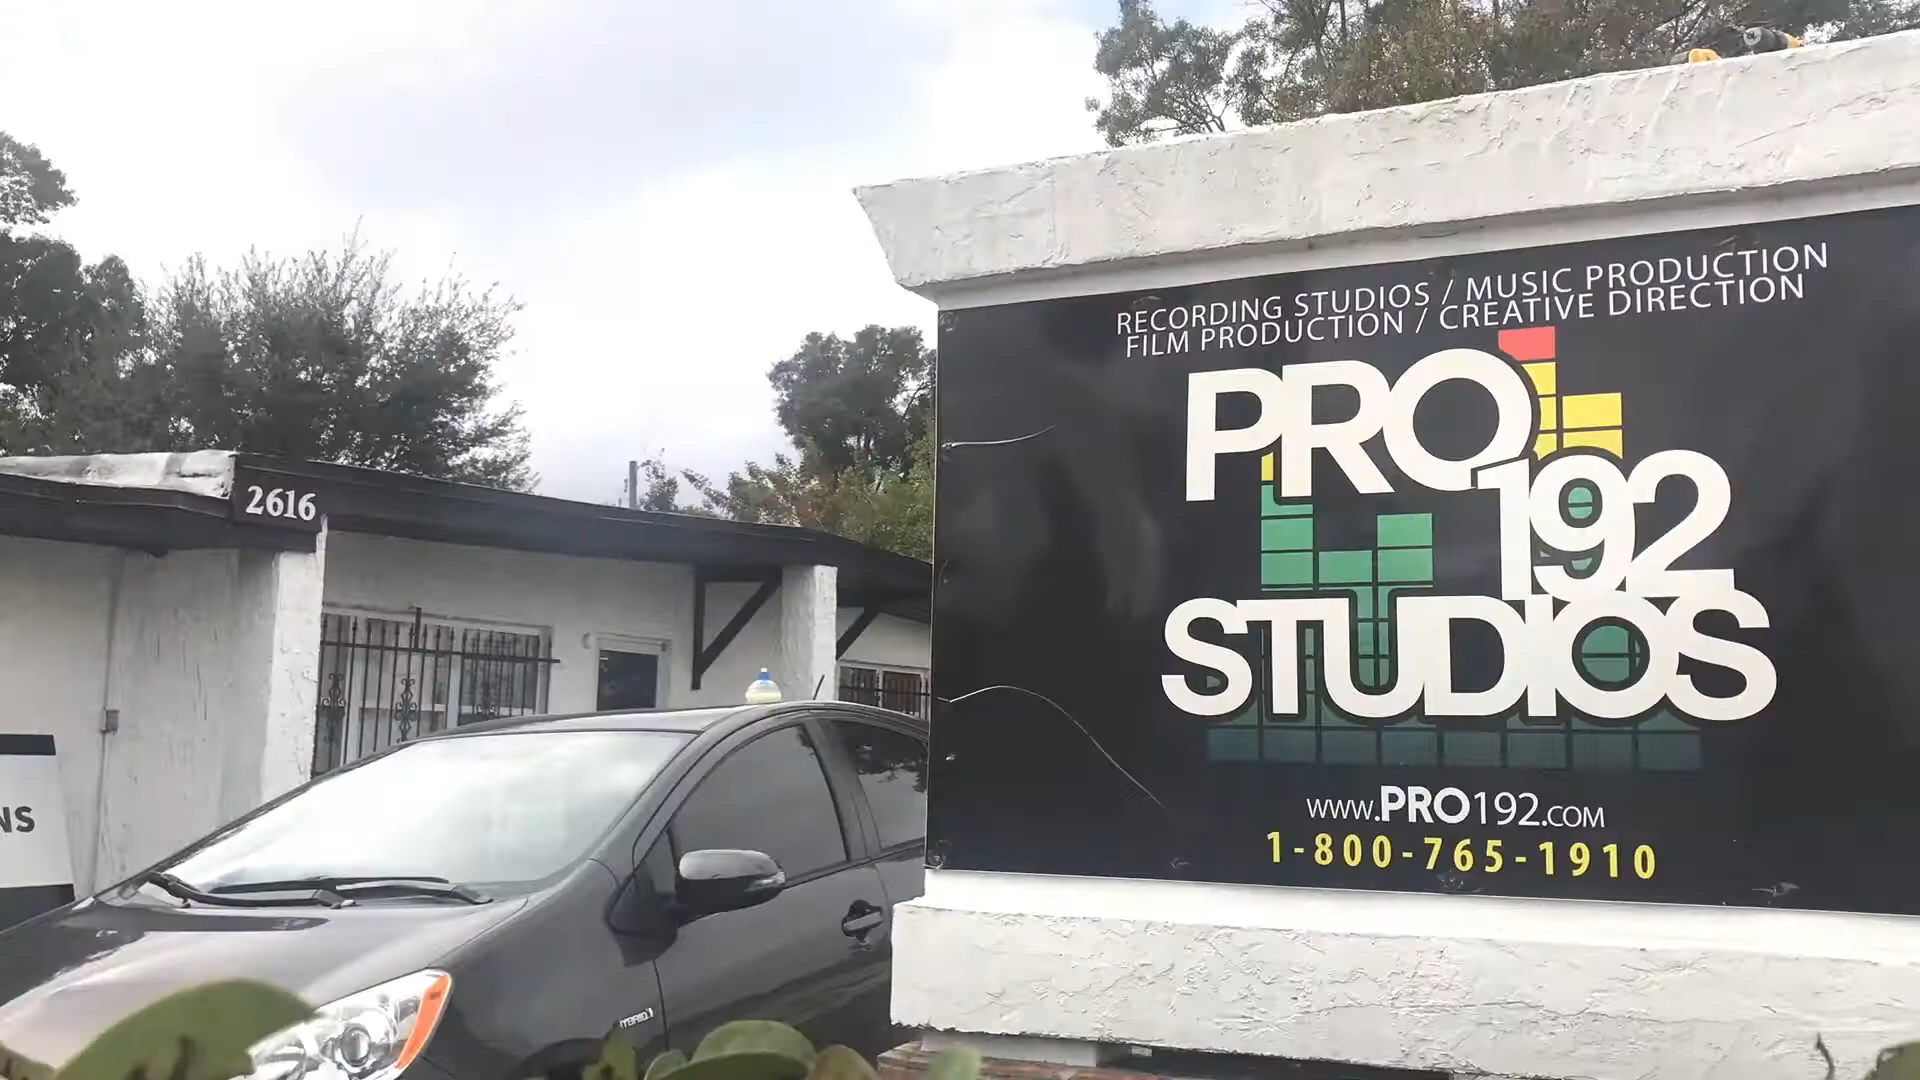 RECORDING STUDIOS / MUSIC PRODUCTION
FILM PRODUCTION / CREATIVE DIRECTION
PRO
192
STUDIOS
www.PRO192.com
1-800-765-1910
2616
NS
HYBRID